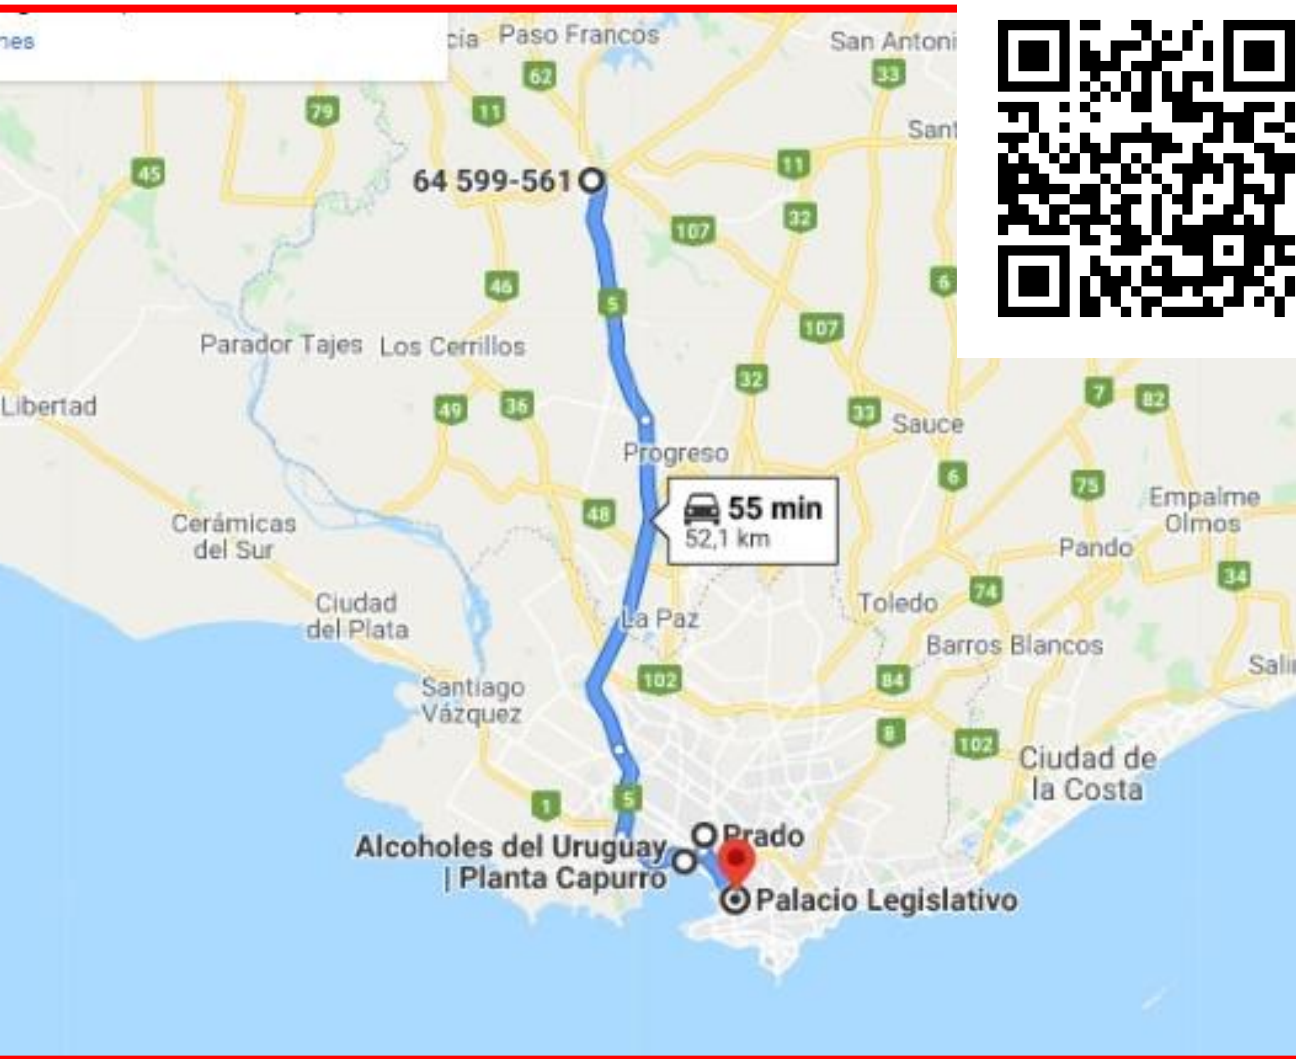 nes
cia
Paso Francos
San Antoni
62
33
79
11
Sant
45
11
64 599-561
32
107
46
6
5
107
Parador Tajes
Los Cerrillos
32
7
82
Libertad
49
36
33
Sauce
Progreso
6
75
Empalme
Olmos
55 min
52,1 km
48
Cerámicas
del Sur
Pando
34
74
Ciudad
del Plata
La Paz
Toledo
Barros Blancos
Salin
102
84
Santiago
Vázquez
8
102
Ciudad de
la Costa
1
5
Prado
Alcoholes del Uruguay
| Planta Capurro
Palacio Legislativo